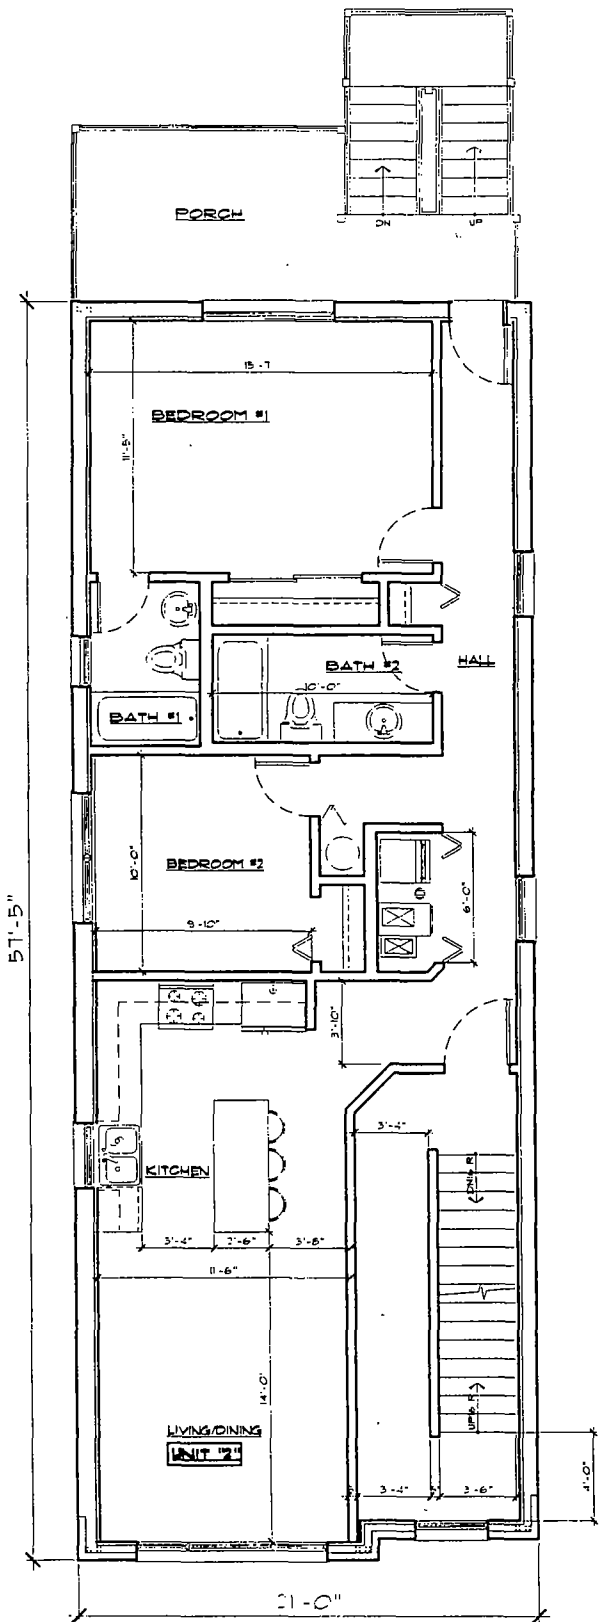 PORCH
DN
UP
15'-7
BEDROOM #1
11'-5"
HALL
BATH #2
10'-0"
BATH #1
BEDROOM #2
10'-0"
9-10"
6'-0"
57'-5"
3'-10"
3'-4"
KITCHEN
3'-4"
2'-6"
3'-8"
11'-6"
14'-0"
LIVING/DINING
UNIT "2"
3'-4"
3'-6"
4'-0"
21-0"